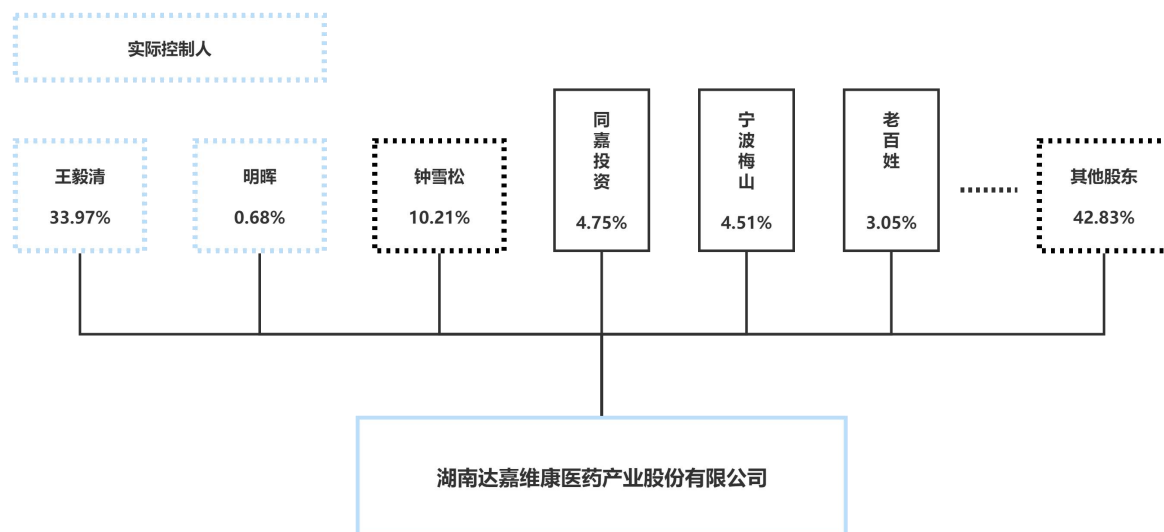 实际控制人
王毅清
33.97%
明晖
0.68%
钟雪松
10.21%
同嘉投资
4.75%
宁波梅山
4.51%
老百姓
3.05%
其他股东
42.83%
湖南达嘉维康医药产业股份有限公司